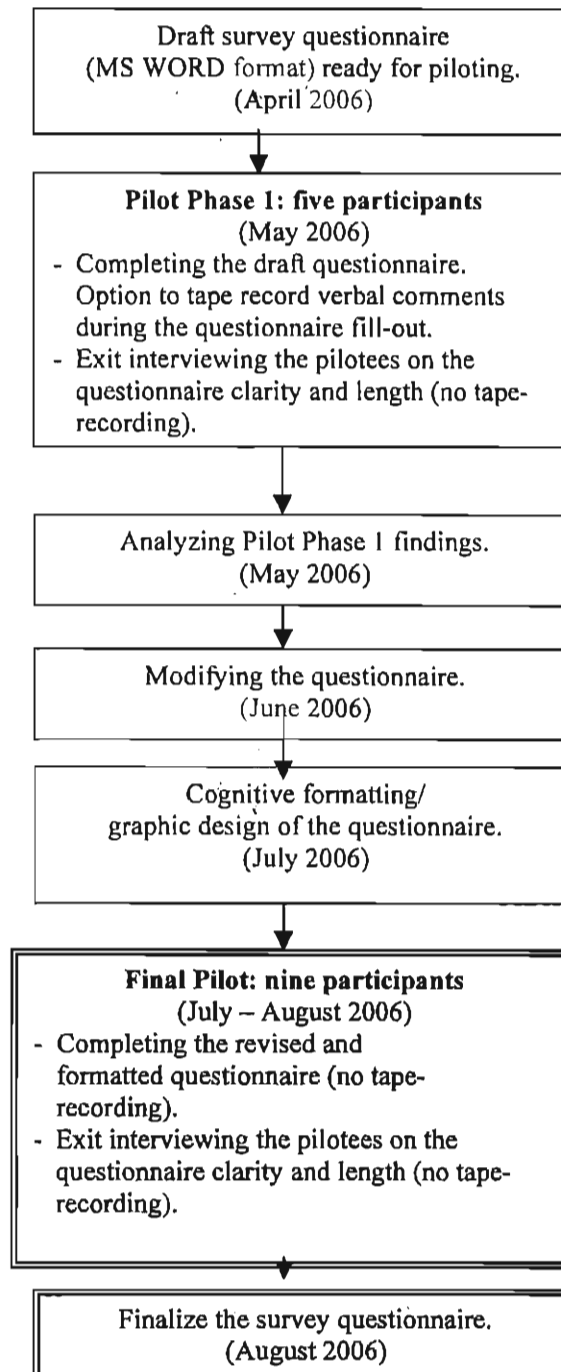 Draft survey questionnaire
(MS WORD format) ready for piloting.
(April 2006)
Pilot Phase 1: five participants
(May 2006)
- Completing the draft questionnaire.
Option to tape record verbal comments
during the questionnaire fill-out.
- Exit interviewing the pilotees on the
questionnaire clarity and length (no tape-
recording).
Analyzing Pilot Phase 1 findings.
(May 2006)
Modifying the questionnaire.
(June 2006)
Cognitive formatting/
graphic design of the questionnaire.
(July 2006)
Final Pilot: nine participants
(July – August 2006)
- Completing the revised and
formatted questionnaire (no tape-
recording).
- Exit interviewing the pilotees on the
questionnaire clarity and length (no tape-
recording).
Finalize the survey questionnaire.
(August 2006)